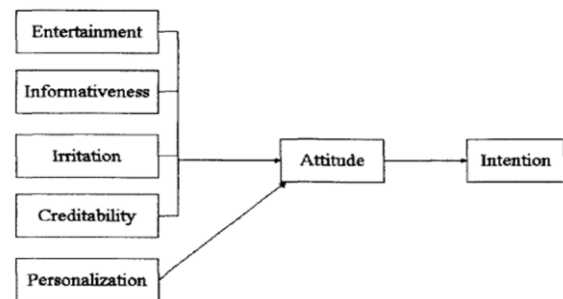 Entertainment
Informativeness
Irritation
Attitude
Intention
Creditability
Personalization